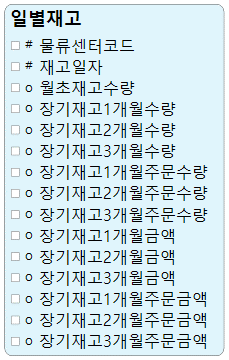 일별재고
# 물류센터코드
# 재고일자
o 월초재고수량
o 장기재고1개월수량
o 장기재고2개월수량
o 장기재고3개월수량
o 장기재고1개월주문수량
o 장기재고2개월주문수량
o 장기재고3개월주문수량
o 장기재고1개월금액
o 장기재고2개월금액
o 장기재고3개월금액
o 장기재고1개월주문금액
o 장기재고2개월주문금액
o 장기재고3개월주문금액